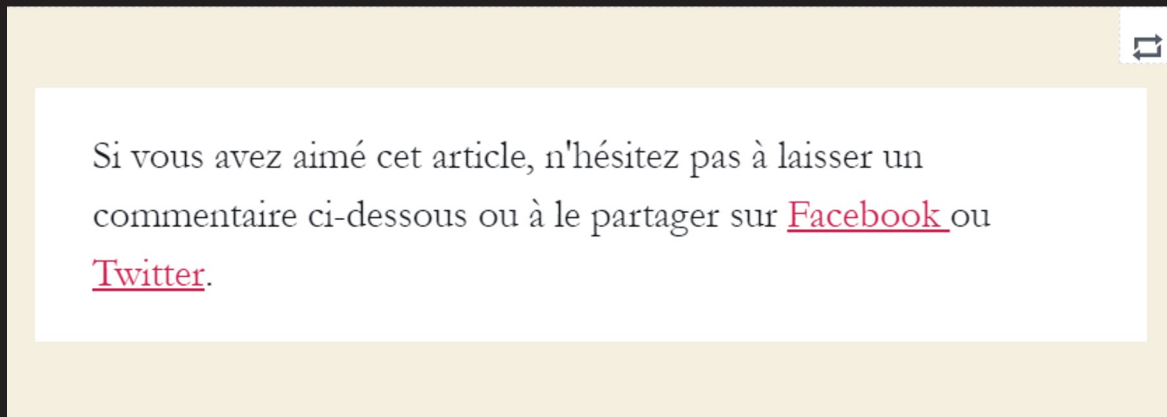 Si vous avez aimé cet article, n'hésitez pas à laisser un
commentaire ci-dessous ou à le partager sur Facebook ou
Twitter.